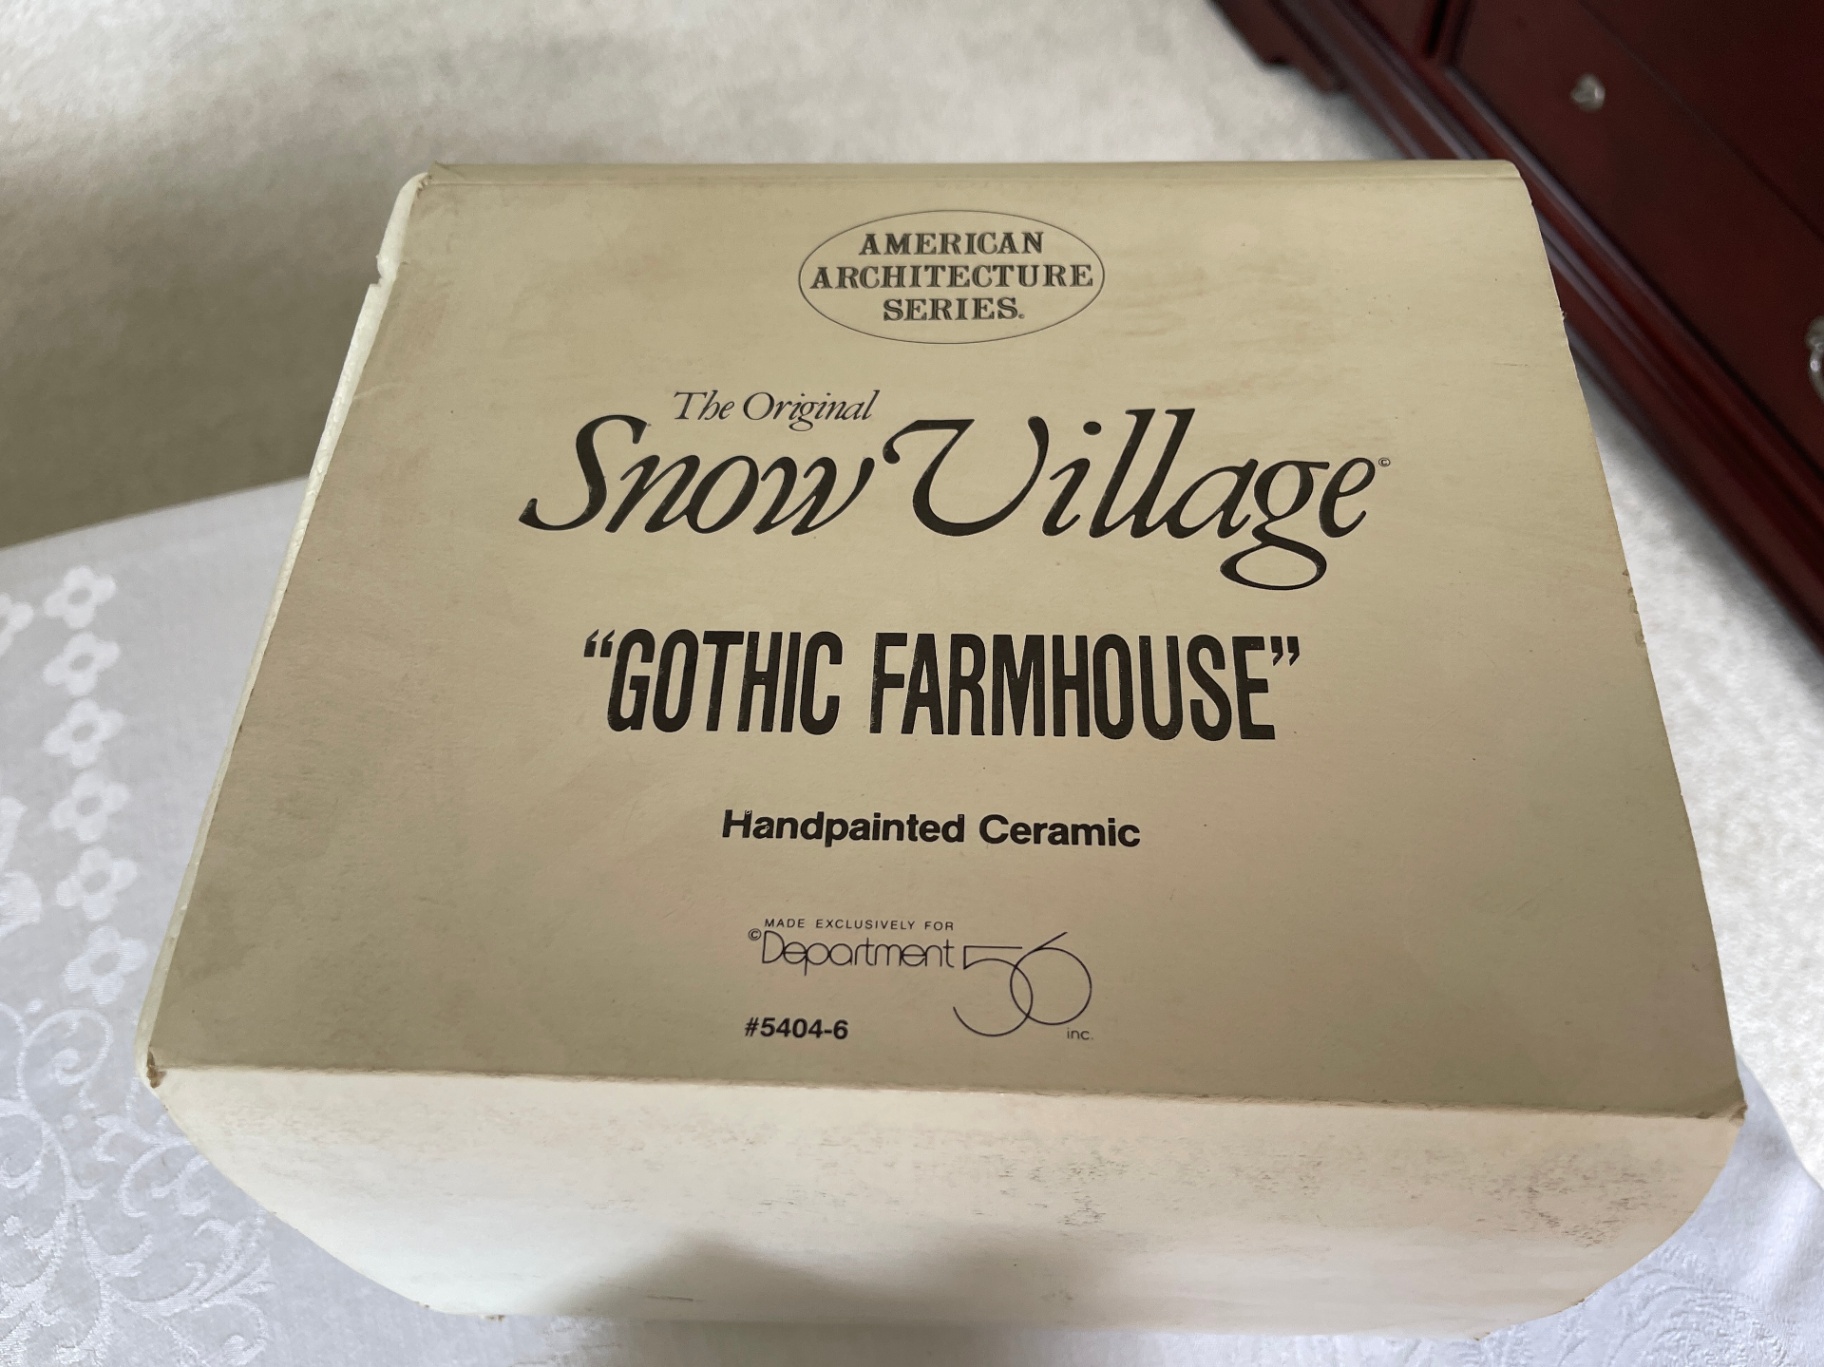 AMERICAN
ARCHITECTURE
SERIES®
The Original
Snow Village©
“GOTHIC FARMHOUSE”
Handpainted Ceramic
MADE EXCLUSIVELY FOR
©Department 56
inc.
#5404-6